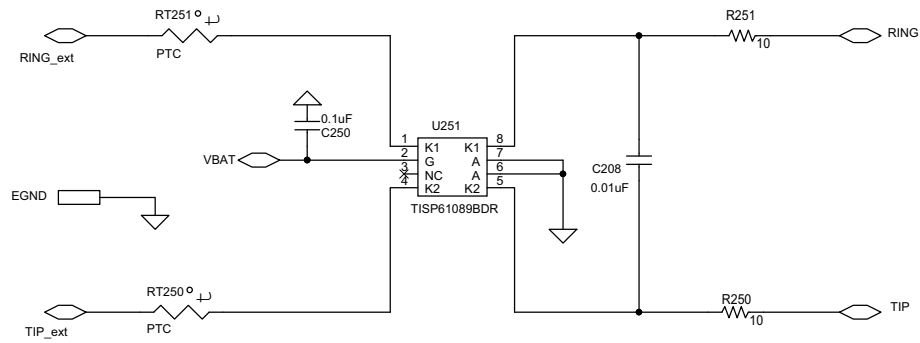 RT251
RING_ext
PTC
R251
10
RING
0.1uF
C250
U251
VBAT
1 K1 K1 8
2 G A 7
3 NC A 6
4 K2 K2 5
TISP61089BDR
C208
0.01uF
EGND
RT250
TIP_ext
PTC
R250
10
TIP